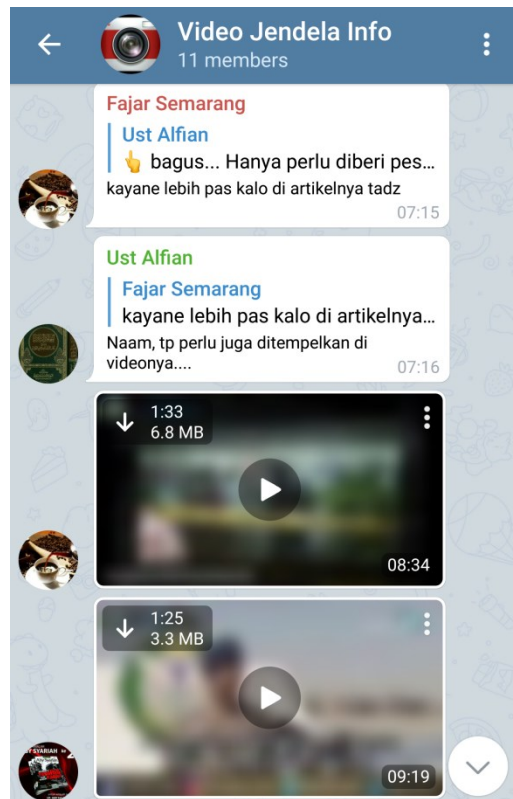 Video Jendela Info
11 members
Fajar Semarang
Ust Alfian
👆 bagus... Hanya perlu diberi pes...
kayane lebih pas kalo di artikelnya tadz
07:15
Ust Alfian
Fajar Semarang
kayane lebih pas kalo di artikelnya...
Naam, tp perlu juga ditempelkan di
videonya....
07:16
1:33
6.8 MB
08:34
1:25
3.3 MB
09:19